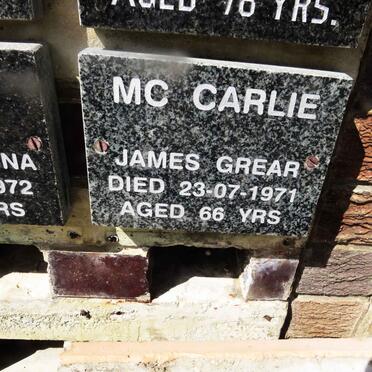 AGED 78 YRS.
MC CARLIE
JAMES GREAR
DIED 23-07-1971
AGED 66 YRS
NA
972
RS